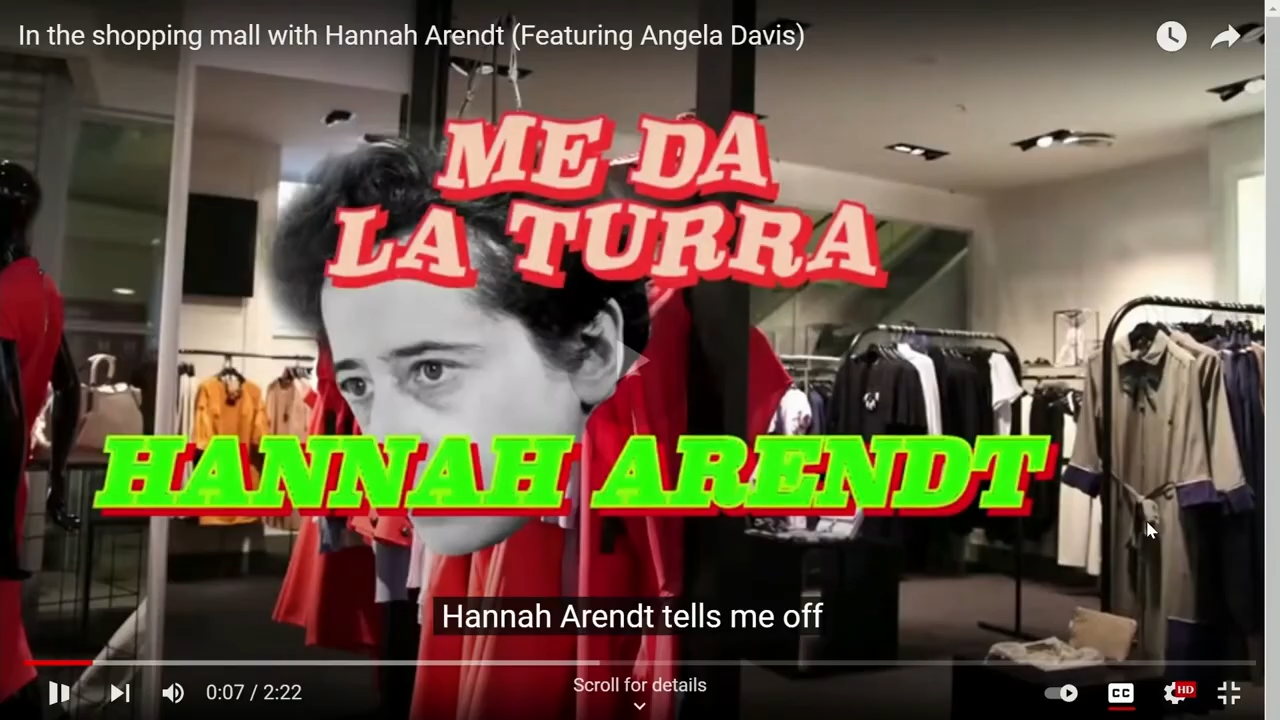 In the shopping mall with Hannah Arendt (Featuring Angela Davis)
ME DA
LA TURRA
HANNAH ARENDT
Hannah Arendt tells me off
0:07 / 2:22
Scroll for details
CC
HD